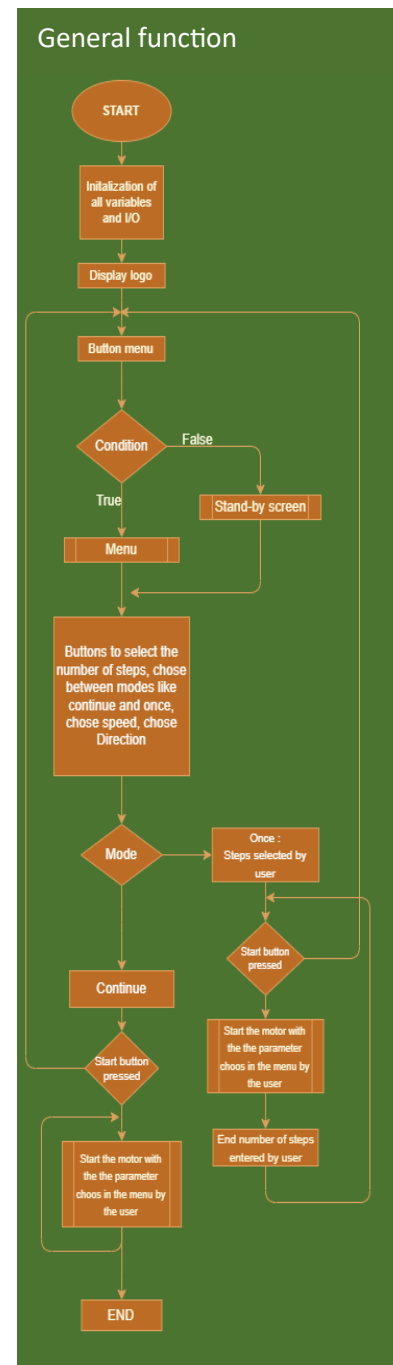 General function
START
Initalization of
all variables
and I/O
Display logo
Button menu
Condition
False
True
Stand-by screen
Menu
Buttons to select the
number of steps, chose
between modes like
continue and once,
chose speed, chose
Direction
Mode
Once :
Steps selected by
user
Start button
pressed
Continue
Start the motor with
the the parameter
choos in the menu by
the user
Start button
pressed
End number of steps
entered by user
Start the motor with
the the parameter
choos in the menu by
the user
END